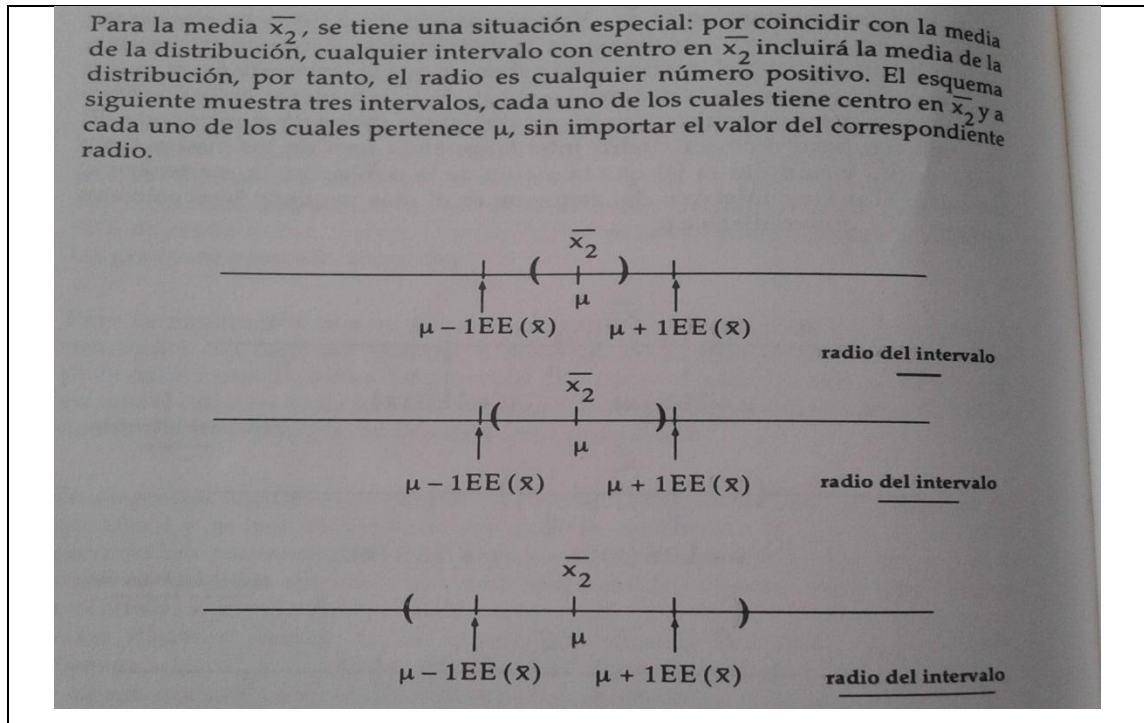 Para la media x̄₂, se tiene una situación especial: por coincidir con la media
de la distribución, cualquier intervalo con centro en x̄₂ incluirá la media de la
distribución, por tanto, el radio es cualquier número positivo. El esquema
siguiente muestra tres intervalos, cada uno de los cuales tiene centro en x̄₂ y a
cada uno de los cuales pertenece μ, sin importar el valor del correspondiente
radio.
x̄₂
( )
μ
μ − 1EE (x̄) μ + 1EE (x̄)
radio del intervalo
x̄₂
( )
μ
μ − 1EE (x̄) μ + 1EE (x̄)
radio del intervalo
x̄₂
( )
μ
μ − 1EE (x̄) μ + 1EE (x̄)
radio del intervalo